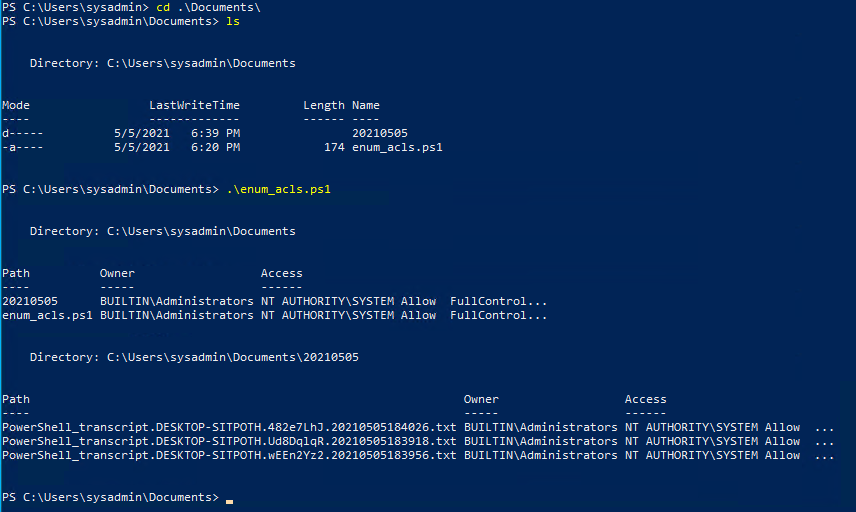 PS C:\Users\sysadmin> cd .\Documents\
PS C:\Users\sysadmin\Documents> ls
Directory: C:\Users\sysadmin\Documents
Mode                 LastWriteTime         Length Name
----                 -------------         ------ ----
d-----          5/5/2021   6:39 PM                20210505
-a----          5/5/2021   6:20 PM            174 enum_acls.ps1
PS C:\Users\sysadmin\Documents> .\enum_acls.ps1
Directory: C:\Users\sysadmin\Documents
Path          Owner                  Access
----          -----                  ------
20210505      BUILTIN\Administrators NT AUTHORITY\SYSTEM Allow  FullControl...
enum_acls.ps1 BUILTIN\Administrators NT AUTHORITY\SYSTEM Allow  FullControl...
Directory: C:\Users\sysadmin\Documents\20210505
Path                                                              Owner                  Access
----                                                              -----                  ------
PowerShell_transcript.DESKTOP-SITPOTH.482e7LhJ.20210505184026.txt BUILTIN\Administrators NT AUTHORITY\SYSTEM Allow  ...
PowerShell_transcript.DESKTOP-SITPOTH.Ud8DqlqR.20210505183918.txt BUILTIN\Administrators NT AUTHORITY\SYSTEM Allow  ...
PowerShell_transcript.DESKTOP-SITPOTH.wEEn2Yz2.20210505183956.txt BUILTIN\Administrators NT AUTHORITY\SYSTEM Allow  ...
PS C:\Users\sysadmin\Documents>